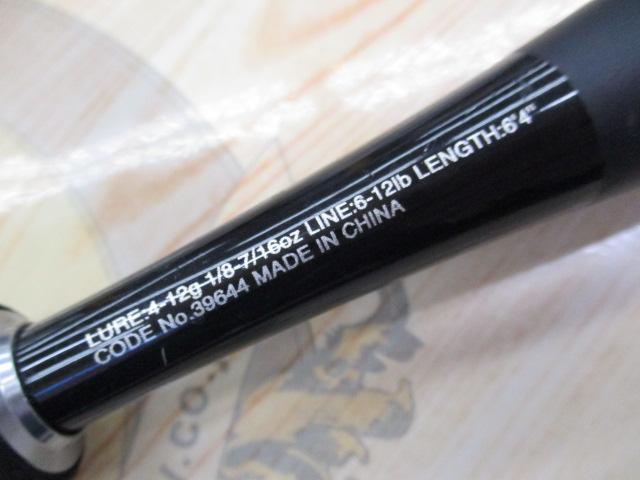 LURE:4-12g 1/8-7/16oz LINE:6-12lb LENGTH:6'4"
CODE No.39644 MADE IN CHINA